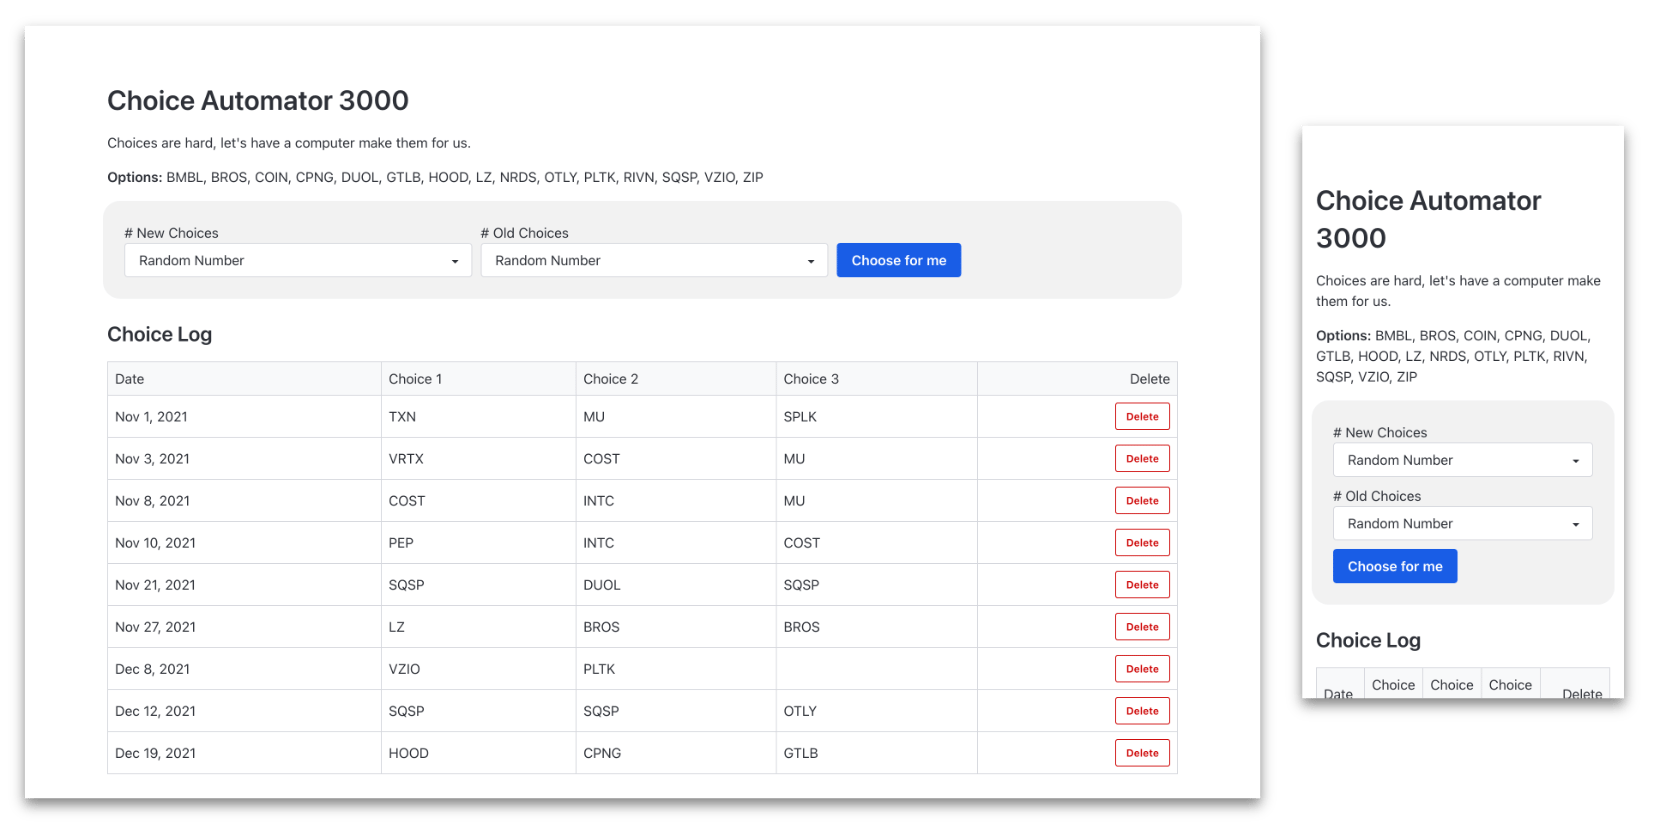 Choice Automator 3000
Choices are hard, let's have a computer make them for us.
Options: BMBL, BROS, COIN, CPNG, DUOL, GTLB, HOOD, LZ, NRDS, OTLY, PLTK, RIVN, SQSP, VZIO, ZIP
# New Choices # Old Choices
Random Number Random Number Choose for me
Choice Log
Date Choice 1 Choice 2 Choice 3 Delete
Nov 1, 2021 TXN MU SPLK Delete
Nov 3, 2021 VRTX COST MU Delete
Nov 8, 2021 COST INTC MU Delete
Nov 10, 2021 PEP INTC COST Delete
Nov 21, 2021 SQSP DUOL SQSP Delete
Nov 27, 2021 LZ BROS BROS Delete
Dec 8, 2021 VZIO PLTK Delete
Dec 12, 2021 SQSP SQSP OTLY Delete
Dec 19, 2021 HOOD CPNG GTLB Delete
Choice Automator
3000
Choices are hard, let's have a computer make
them for us.
Options: BMBL, BROS, COIN, CPNG, DUOL,
GTLB, HOOD, LZ, NRDS, OTLY, PLTK, RIVN,
SQSP, VZIO, ZIP
# New Choices
Random Number
# Old Choices
Random Number
Choose for me
Choice Log
Choice Choice Choice
Date Delete